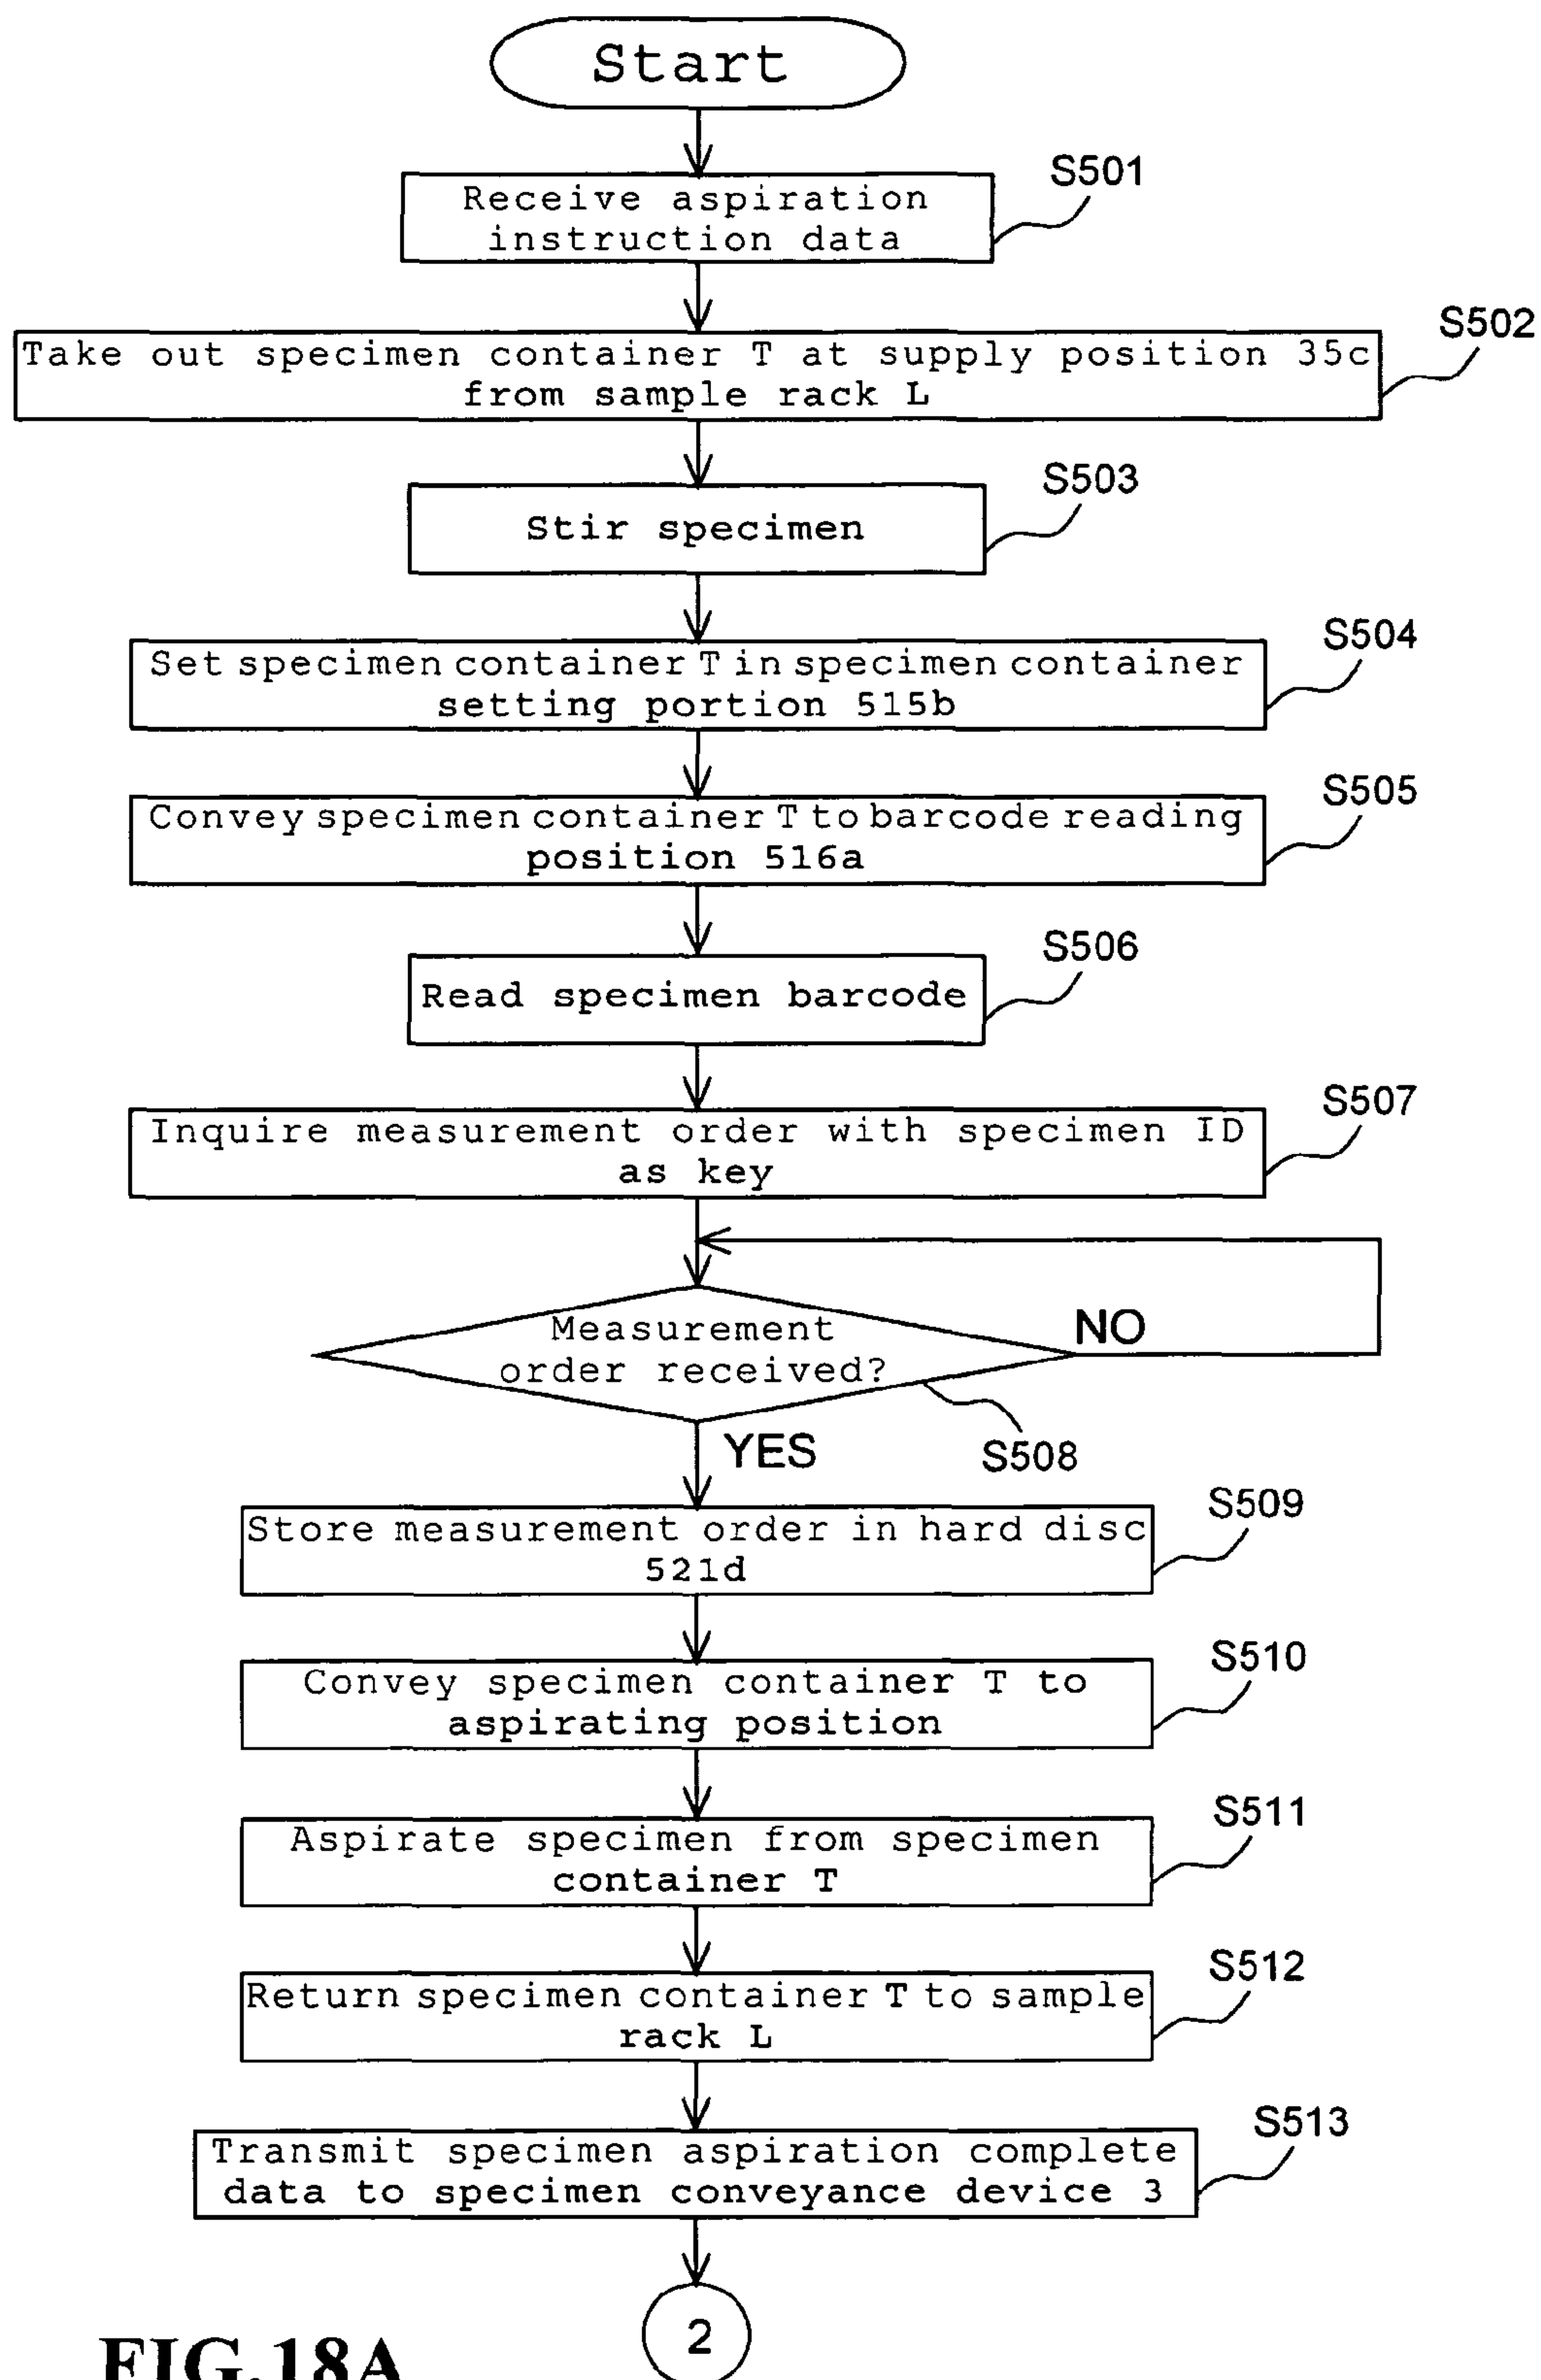 Start
S501
Receive aspiration
instruction data
S502
Take out specimen container T at supply position 35c
from sample rack L
S503
Stir specimen
S504
Set specimen container T in specimen container
setting portion 515b
S505
Convey specimen container T to barcode reading
position 516a
S506
Read specimen barcode
S507
Inquire measurement order with specimen ID
as key
Measurement
order received?
NO
YES
S508
S509
Store measurement order in hard disc
521d
S510
Convey specimen container T to
aspirating position
S511
Aspirate specimen from specimen
container T
S512
Return specimen container T to sample
rack L
S513
Transmit specimen aspiration complete
data to specimen conveyance device 3
2
FIG.18A